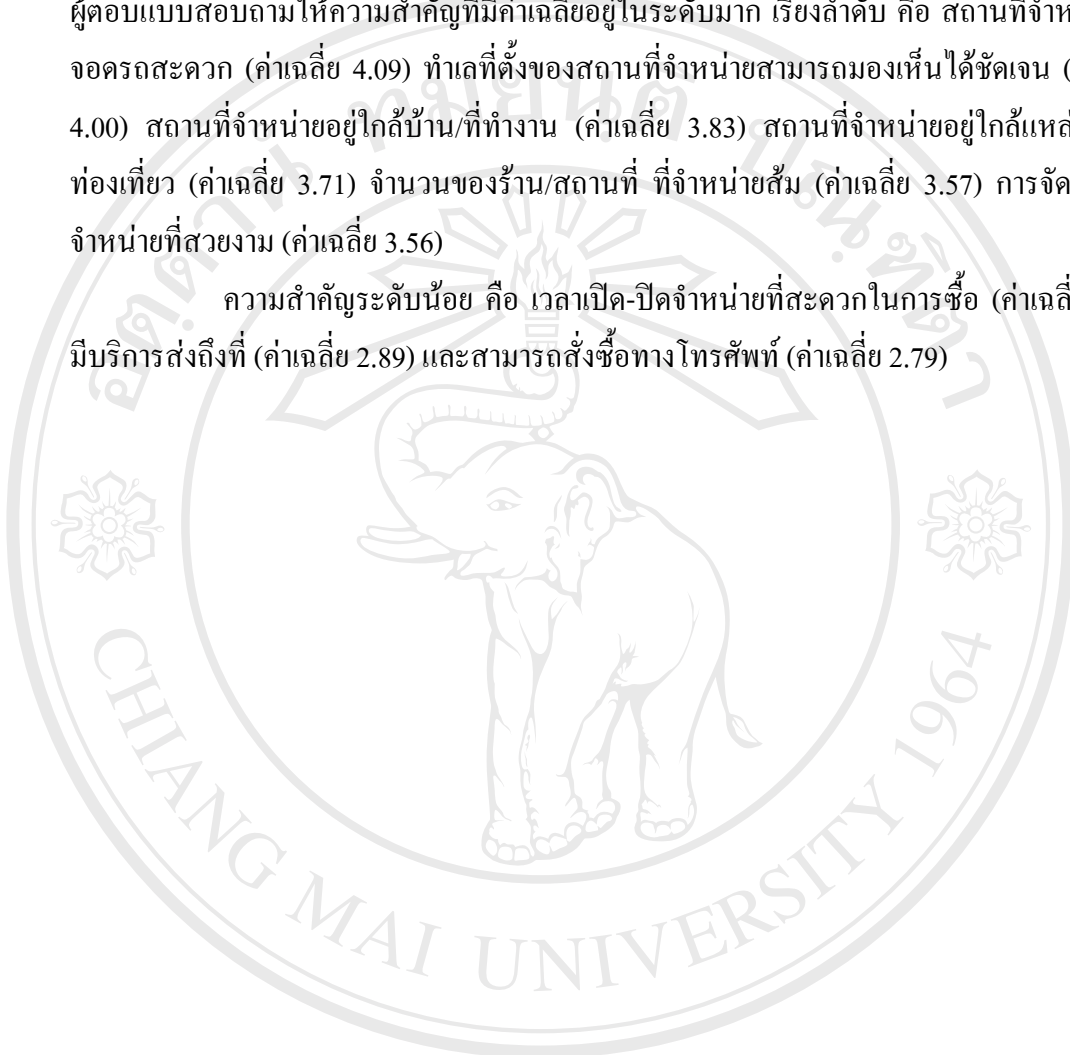 ผู้ตอบแบบสอบถามให้ความสำคัญที่มีค่าเฉลี่ยอยู่ในระดับมาก เรียงลำดับ คือ
จอดรถสะดวก (ค่าเฉลี่ย 4.09) ทำเลที่ตั้งของสถานที่จำหน่ายสามารถมองเห็นได้ชัดเจน (
4.00) สถานที่จำหน่ายอยู่ใกล้บ้าน/ที่ทำงาน (ค่าเฉลี่ย 3.83) สถานที่จำหน่ายอยู่ใกล้
ท่องเที่ยว (ค่าเฉลี่ย 3.71) จำนวนของร้าน/สถานที่ ที่จำหน่ายส้ม (ค่าเฉลี่ย 3.57) การจัด
จำหน่ายที่สวยงาม (ค่าเฉลี่ย 3.56)
ความสำคัญระดับน้อย คือ เวลาเปิด-ปิดจำหน่ายที่สะดวกในการซื้อ
มีบริการส่งถึงที่ (ค่าเฉลี่ย 2.89) และสามารถสั่งซื้อทางโทรศัพท์ (ค่าเฉลี่ย 2.79)
CHIANG MAI UNIVERSITY 1964